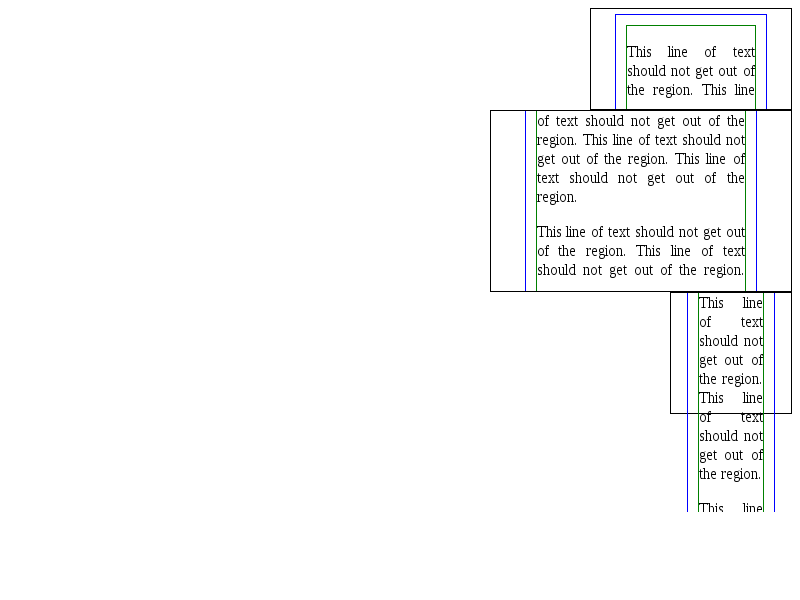 This line of text
should not get out of
the region. This line
of text should not get out of the
region. This line of text should not
get out of the region. This line of
text should not get out of the
region.
This line of text should not get out
of the region. This line of text
should not get out of the region.
This line
of text
should not
get out of
the region.
This line
of text
should not
get out of
the region.
This line